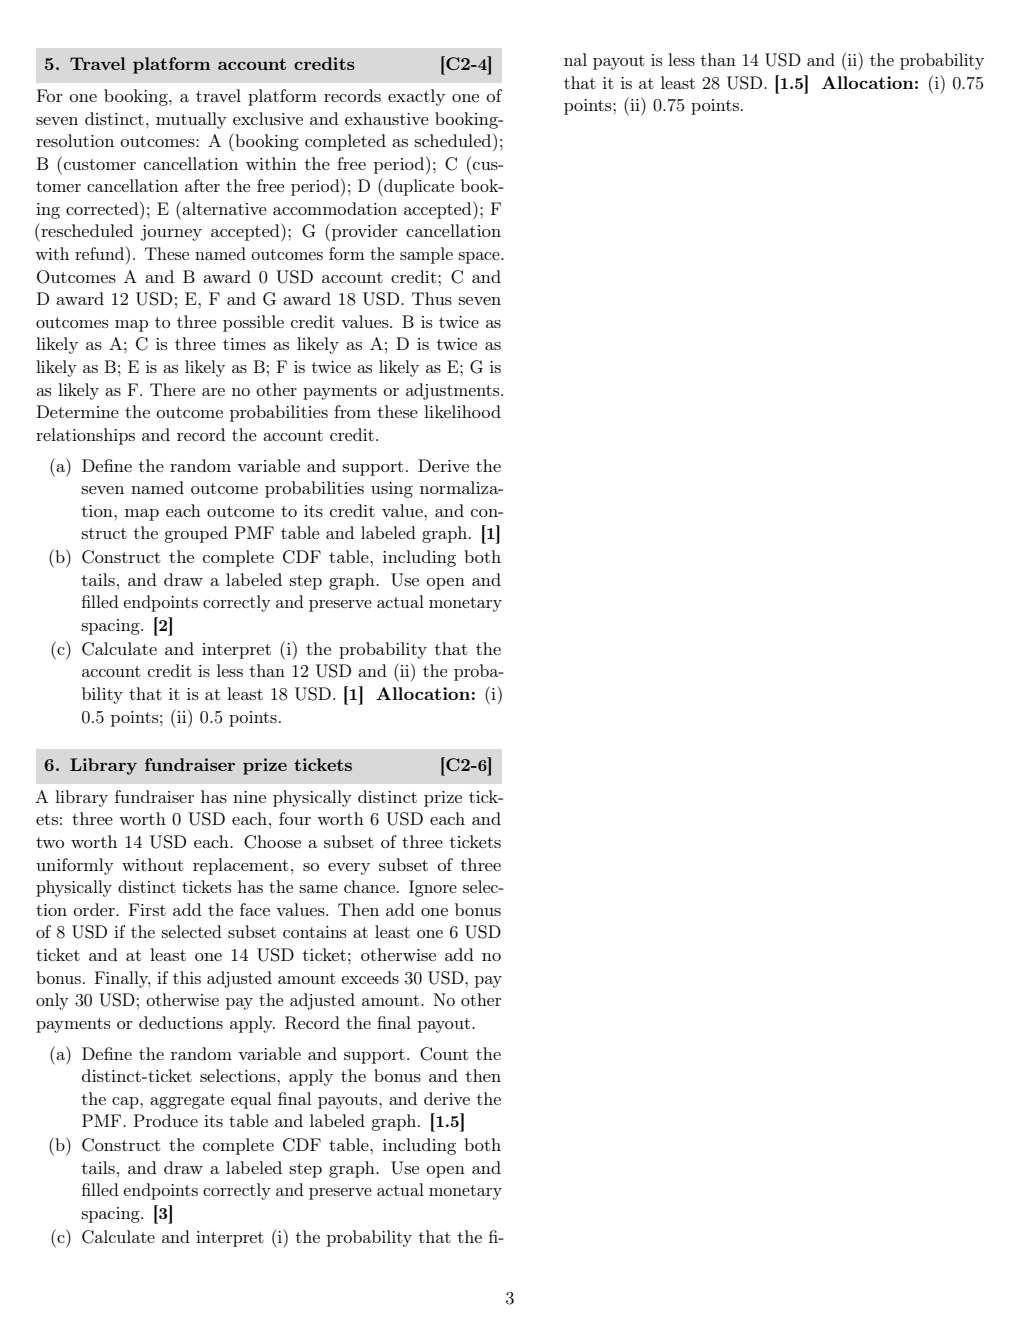 5. Travel platform account credits [C2-4]
For one booking, a travel platform records exactly one of
seven distinct, mutually exclusive and exhaustive booking-
resolution outcomes: A (booking completed as scheduled);
B (customer cancellation within the free period); C (cus-
tomer cancellation after the free period); D (duplicate book-
ing corrected); E (alternative accommodation accepted); F
(rescheduled journey accepted); G (provider cancellation
with refund). These named outcomes form the sample space.
Outcomes A and B award 0 USD account credit; C and
D award 12 USD; E, F and G award 18 USD. Thus seven
outcomes map to three possible credit values. B is twice as
likely as A; C is three times as likely as A; D is twice as
likely as B; E is as likely as B; F is twice as likely as E; G is
as likely as F. There are no other payments or adjustments.
Determine the outcome probabilities from these likelihood
relationships and record the account credit.
(a) Define the random variable and support. Derive the
seven named outcome probabilities using normaliza-
tion, map each outcome to its credit value, and con-
struct the grouped PMF table and labeled graph. [1]
(b) Construct the complete CDF table, including both
tails, and draw a labeled step graph. Use open and
filled endpoints correctly and preserve actual monetary
spacing. [2]
(c) Calculate and interpret (i) the probability that the
account credit is less than 12 USD and (ii) the proba-
bility that it is at least 18 USD. [1] Allocation: (i)
0.5 points; (ii) 0.5 points.
6. Library fundraiser prize tickets [C2-6]
A library fundraiser has nine physically distinct prize tick-
ets: three worth 0 USD each, four worth 6 USD each and
two worth 14 USD each. Choose a subset of three tickets
uniformly without replacement, so every subset of three
physically distinct tickets has the same chance. Ignore selec-
tion order. First add the face values. Then add one bonus
of 8 USD if the selected subset contains at least one 6 USD
ticket and at least one 14 USD ticket; otherwise add no
bonus. Finally, if this adjusted amount exceeds 30 USD, pay
only 30 USD; otherwise pay the adjusted amount. No other
payments or deductions apply. Record the final payout.
(a) Define the random variable and support. Count the
distinct-ticket selections, apply the bonus and then
the cap, aggregate equal final payouts, and derive the
PMF. Produce its table and labeled graph. [1.5]
(b) Construct the complete CDF table, including both
tails, and draw a labeled step graph. Use open and
filled endpoints correctly and preserve actual monetary
spacing. [3]
(c) Calculate and interpret (i) the probability that the fi-
nal payout is less than 14 USD and (ii) the probability
that it is at least 28 USD. [1.5] Allocation: (i) 0.75
points; (ii) 0.75 points.
3